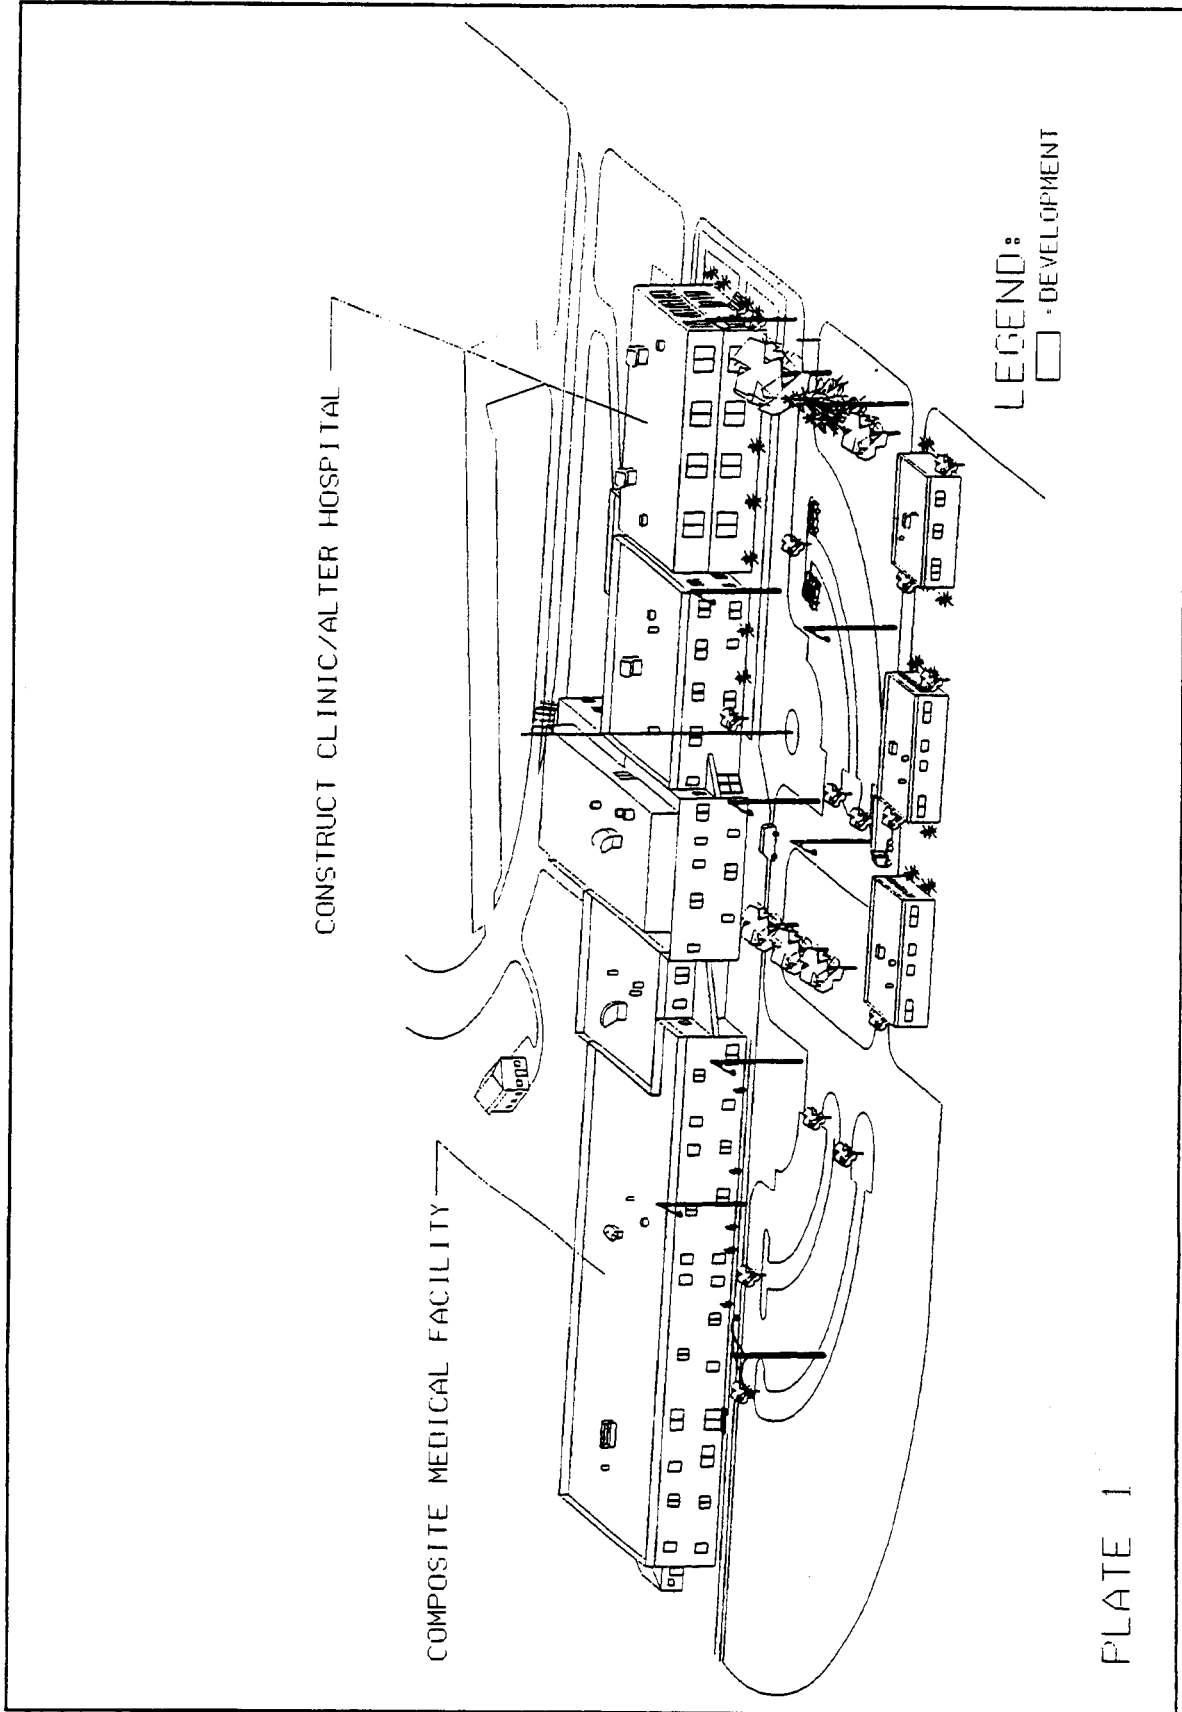 CONSTRUCT CLINIC/ALTER HOSPITAL
COMPOSITE MEDICAL FACILITY
LEGEND:
- DEVELOPMENT
PLATE 1